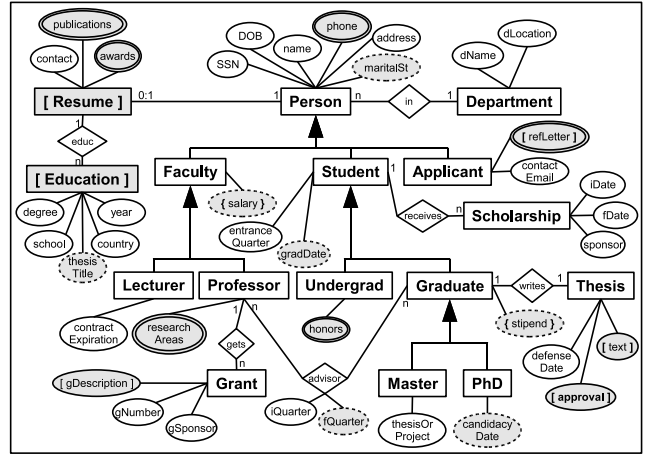 publications
contact
awards
DOB
name
phone
address
SSN
maritalSt
dName
dLocation
[ Resume ]
0:1
1
Person
n
in
1
Department
1
educ
n
[ Education ]
degree
year
school
country
thesis
Title
Faculty
Student
Applicant
[ refLetter ]
contact
Email
{ salary }
entrance
Quarter
gradDate
1
receives
n
Scholarship
iDate
fDate
sponsor
Lecturer
Professor
Undergrad
Graduate
1
writes
1
Thesis
contract
Expiration
research
Areas
1
n
gets
n
honors
n
{ stipend }
defense
Date
[ text ]
[ approval ]
[ gDescription ]
Grant
gNumber
gSponsor
advisor
iQuarter
fQuarter
Master
PhD
thesisOr
Project
candidacy
Date